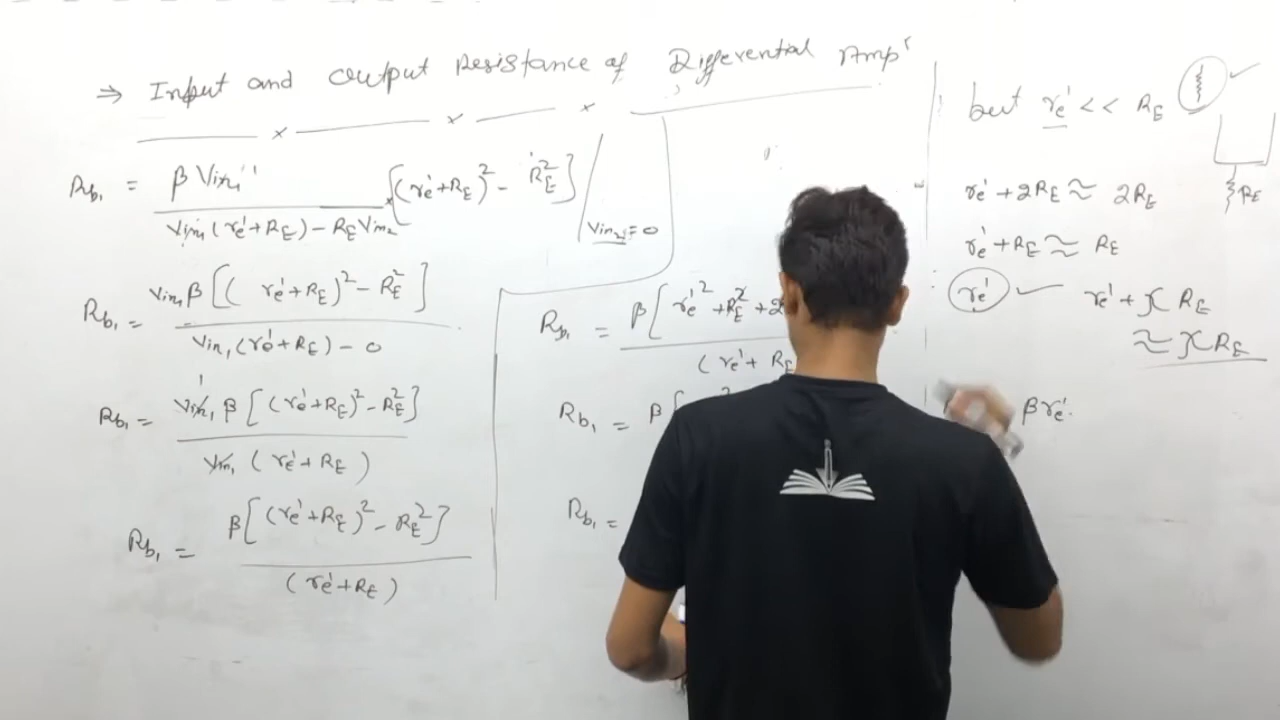 ⇒ Input and Output Resistance of Differential Amp'
Rb₁ = β Vin₁ / (Vin₁(re'+RE) − RE Vin₂) × [(re'+RE)² − RE²]
Vin₂ = 0
Rb₁ = Vin₁ β[(re'+RE)² − RE²] / (Vin₁(re'+RE) − 0)
Rb₁ = Vin₁ β[(re'+RE)² − RE²] / (Vin₁(re'+RE))
Rb₁ = β[(re'+RE)² − RE²] / (re'+RE)
Rb₁ = β[re'² + RE² + 2 / (re' + RE
Rb₁ = β[
Rb₁ =
but re' << RE
RE
re' + 2RE ≈ 2RE
re' + RE ≈ RE
re' re' + x RE
≈ x RE
βre'.